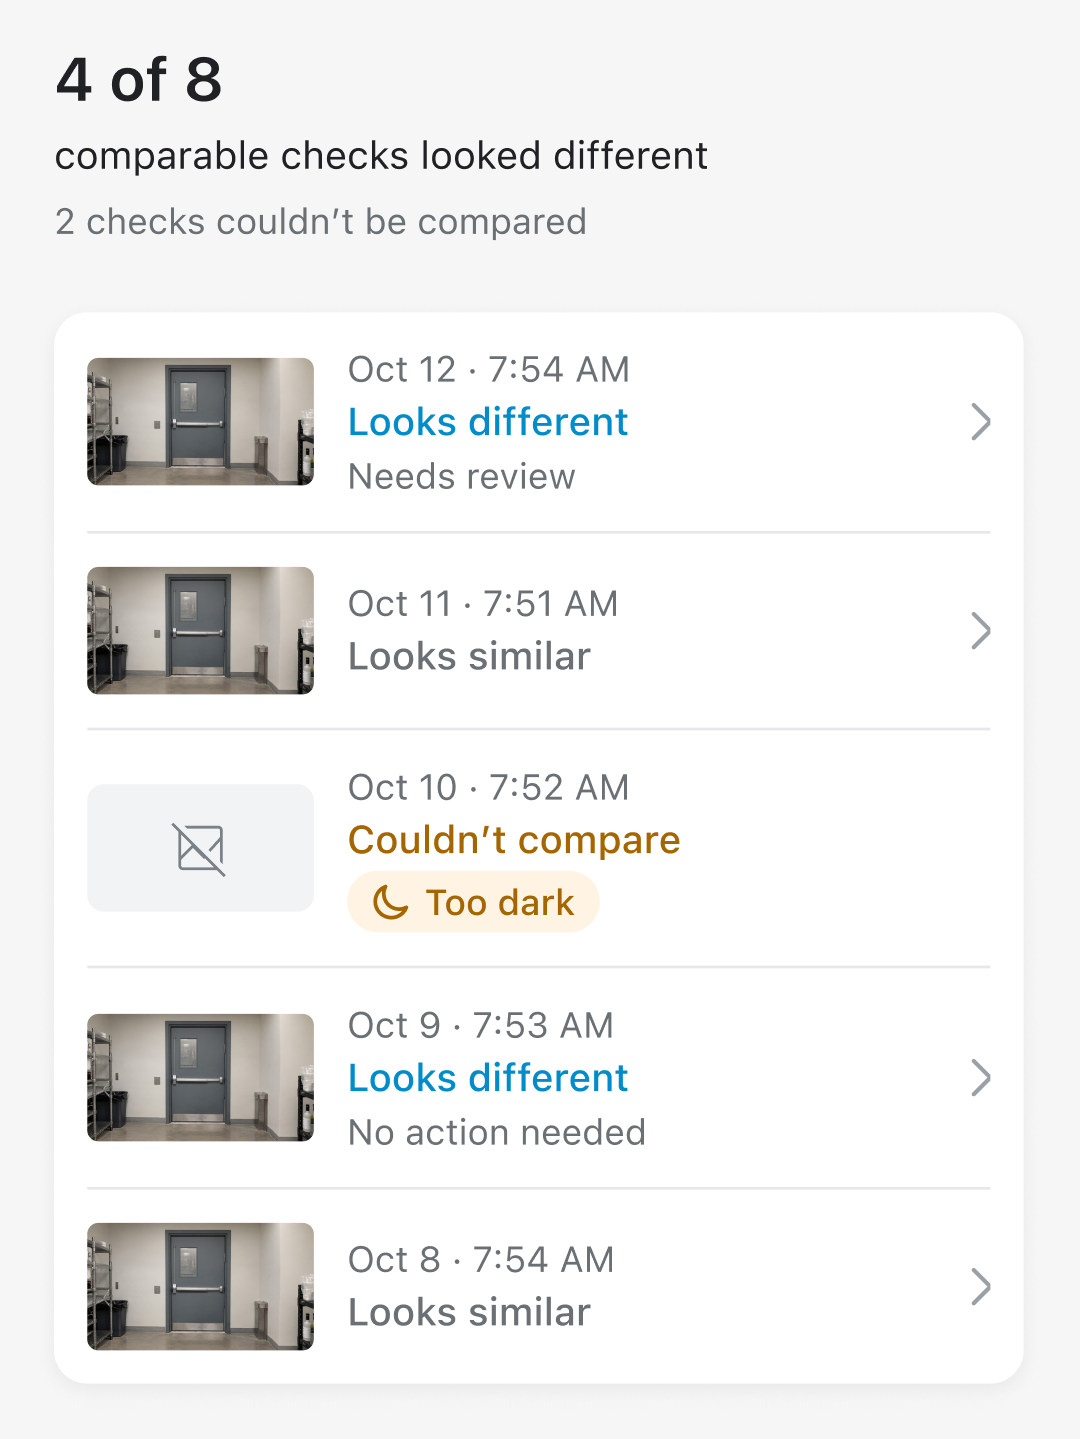 4 of 8
comparable checks looked different
2 checks couldn’t be compared
Oct 12 · 7:54 AM
Looks different
Needs review
Oct 11 · 7:51 AM
Looks similar
Oct 10 · 7:52 AM
Couldn’t compare
Too dark
Oct 9 · 7:53 AM
Looks different
No action needed
Oct 8 · 7:54 AM
Looks similar